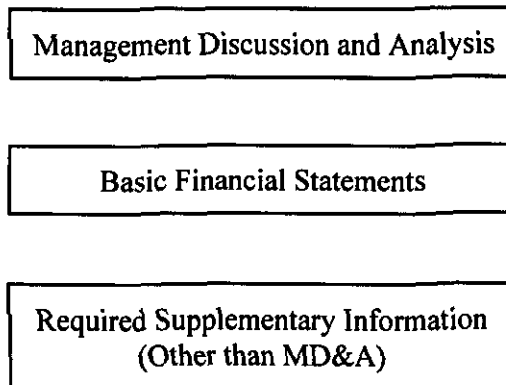 Management Discussion and Analysis
Basic Financial Statements
Required Supplementary Information
(Other than MD&A)